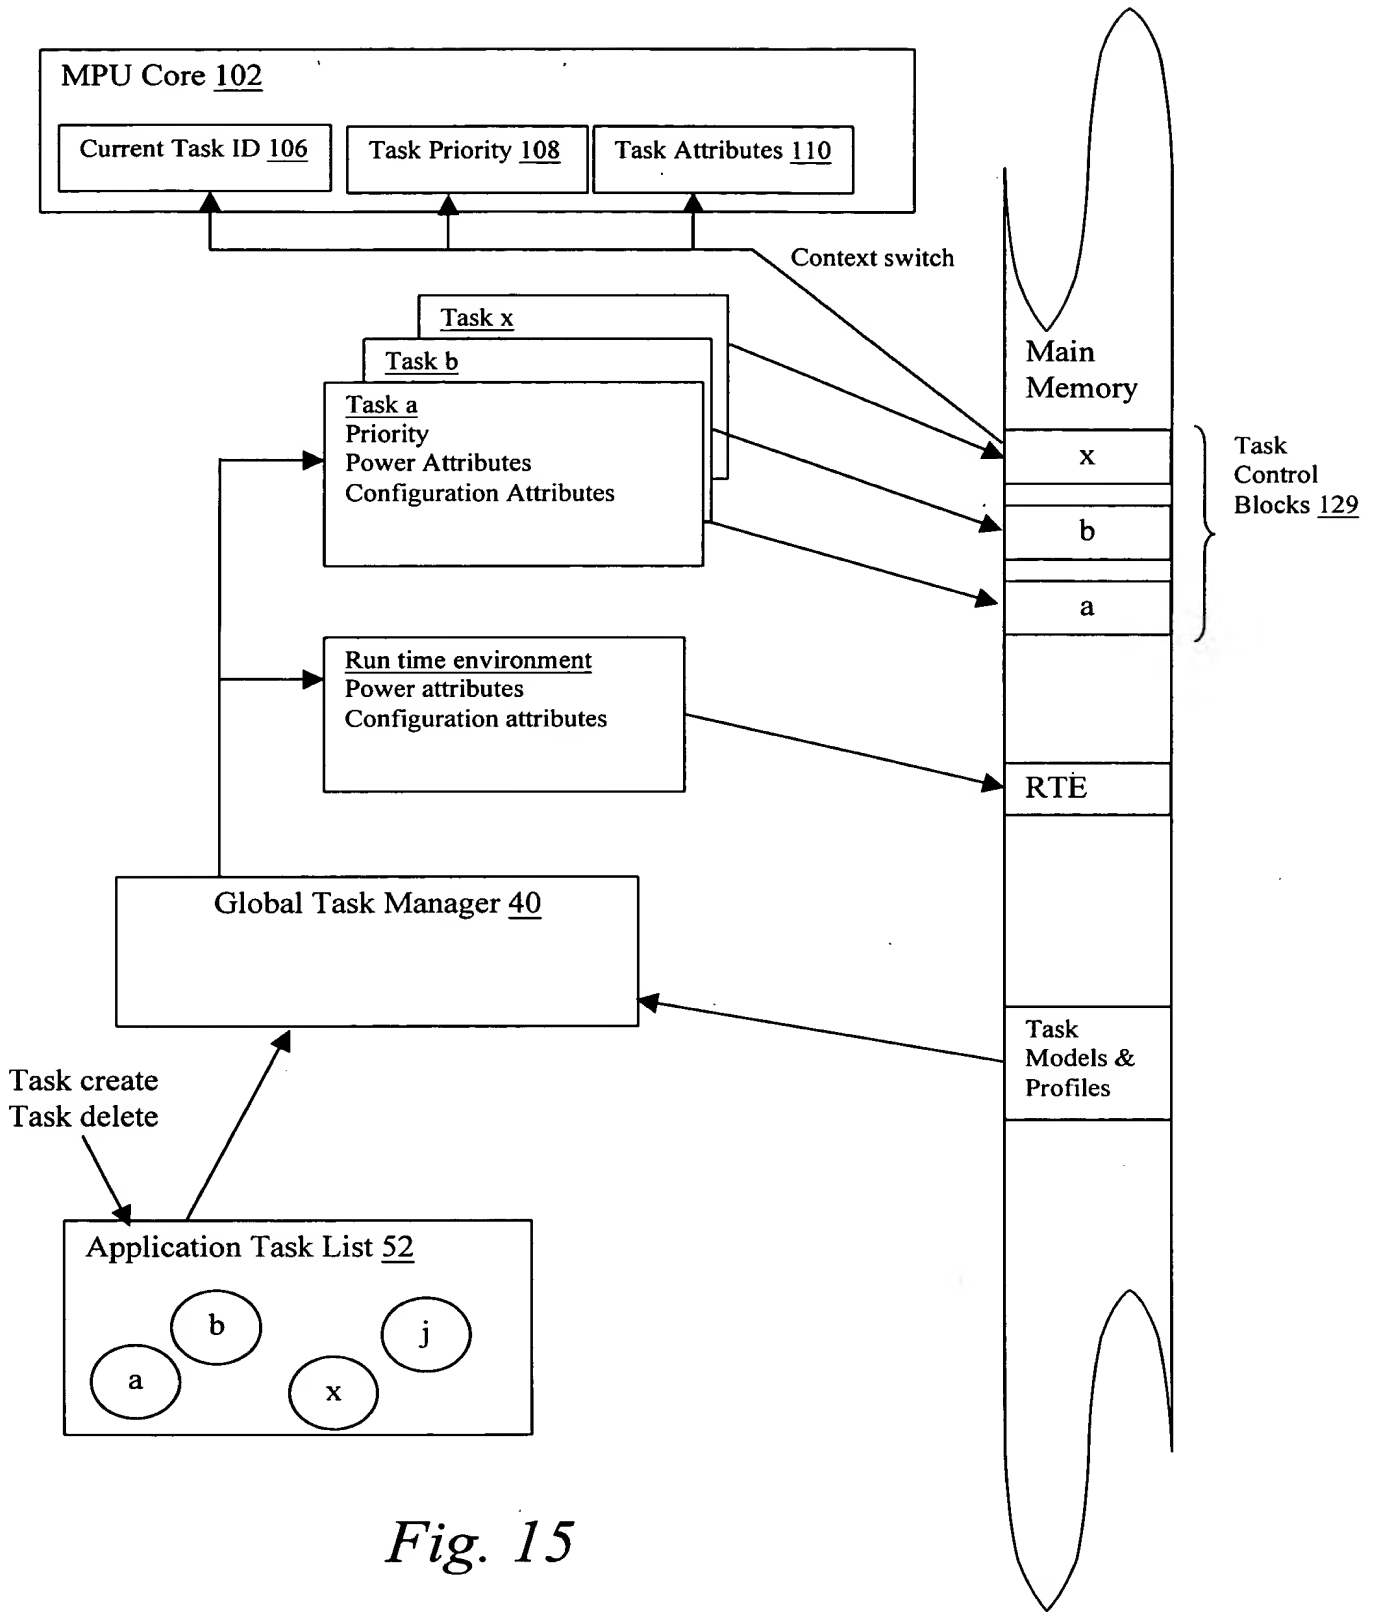 MPU Core 102
Current Task ID 106
Task Priority 108
Task Attributes 110
Context switch
Task x
Task b
Task a
Priority
Power Attributes
Configuration Attributes
Main
Memory
x
b
a
Task
Control
Blocks 129
Run time environment
Power attributes
Configuration attributes
RTE
Global Task Manager 40
Task
Models &
Profiles
Task create
Task delete
Application Task List 52
b
j
a
x
Fig. 15